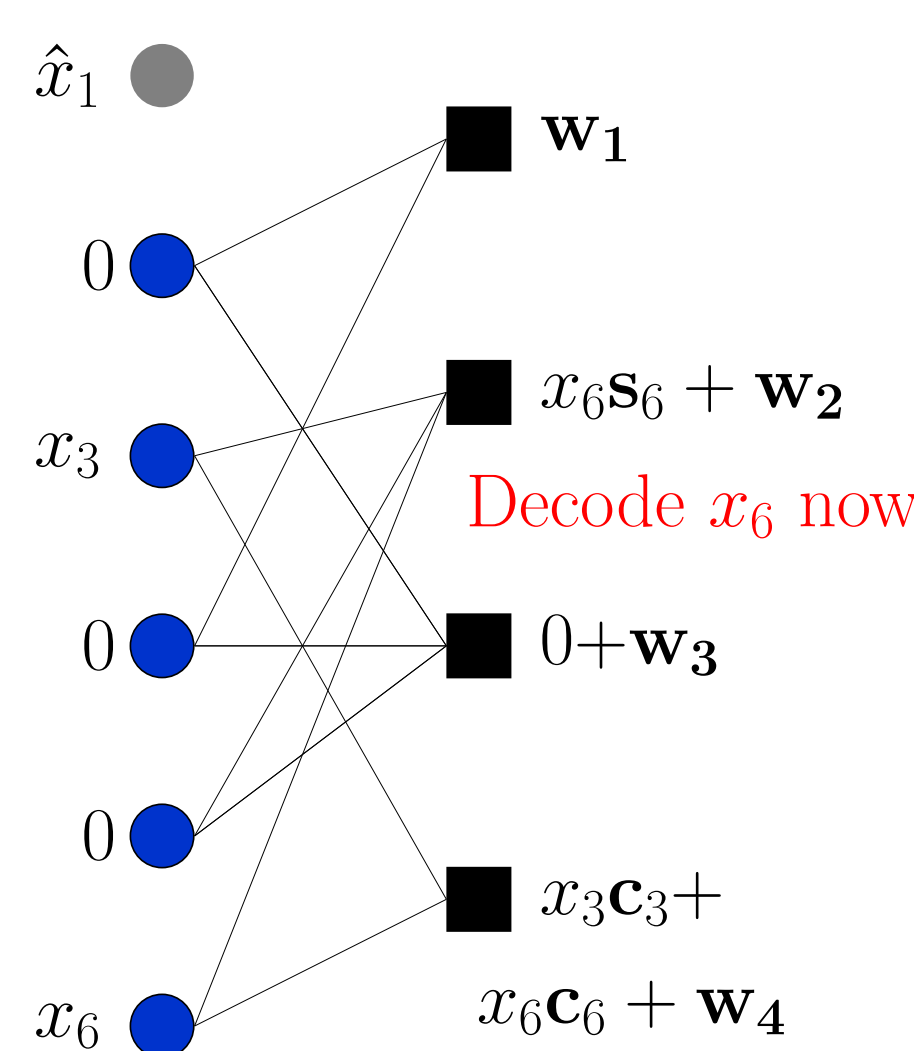 x̂₁
𝐰₁
0
x₆𝐬₆ + 𝐰₂
x₃
Decode x₆ now
0
0+𝐰₃
0
x₃𝐜₃+
x₆𝐜₆ + 𝐰₄
x₆